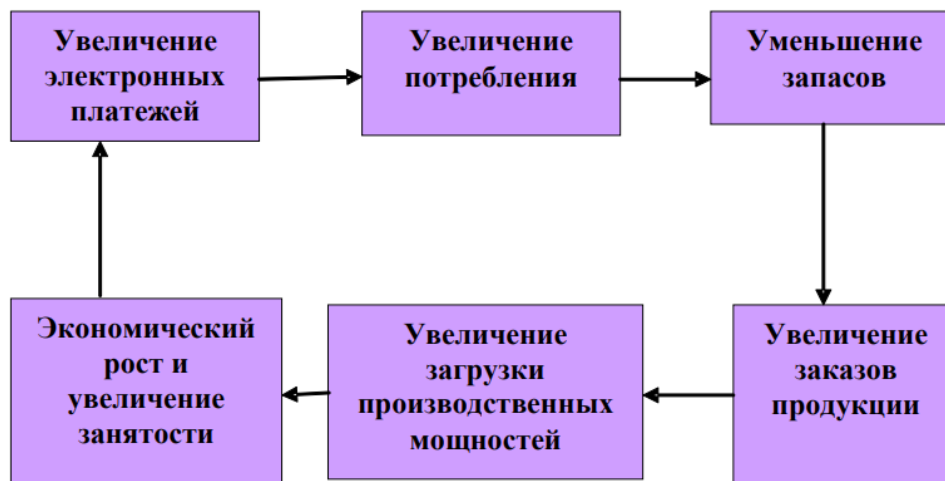 Увеличение
электронных
платежей
Увеличение
потребления
Уменьшение
запасов
Экономический
рост и
увеличение
занятости
Увеличение
загрузки
производственных
мощностей
Увеличение
заказов
продукции